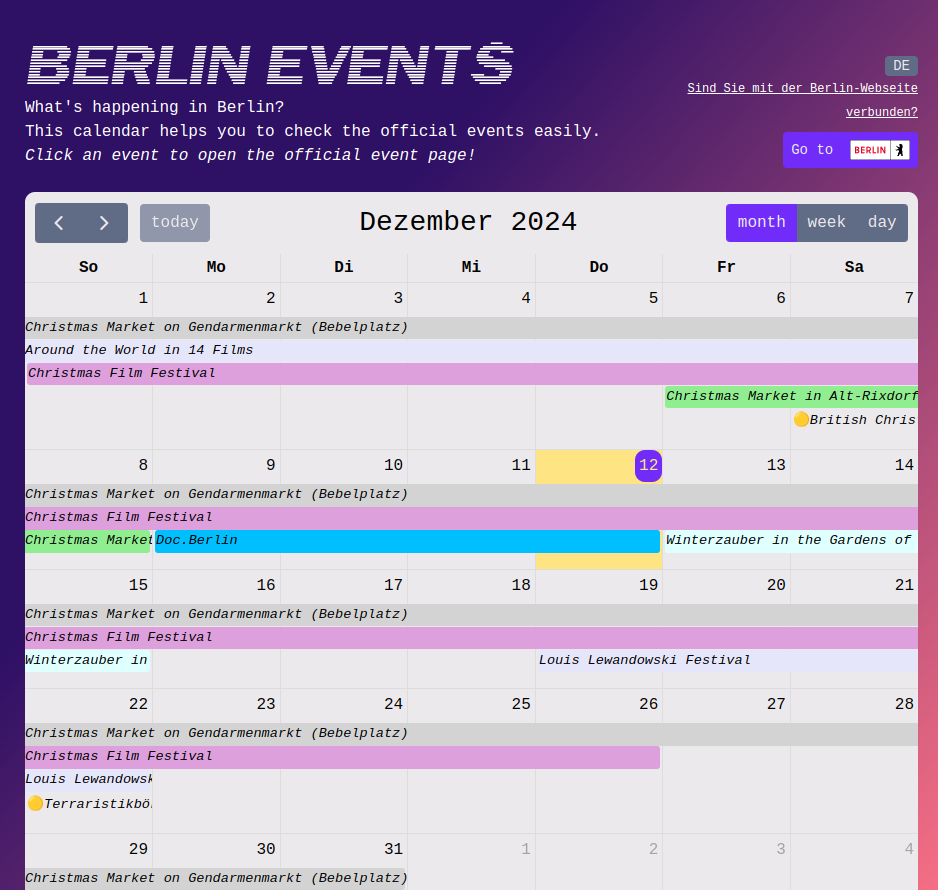 BERLIN EVENTS
What's happening in Berlin?
This calendar helps you to check the official events easily.
Click an event to open the official event page!
DE
Sind Sie mit der Berlin-Webseite
verbunden?
Go to BERLIN
today
Dezember 2024
month week day
So Mo Di Mi Do Fr Sa
1 2 3 4 5 6 7
Christmas Market on Gendarmenmarkt (Bebelplatz)
Around the World in 14 Films
Christmas Film Festival
Christmas Market in Alt-Rixdorf
British Chris
8 9 10 11 12 13 14
Christmas Market on Gendarmenmarkt (Bebelplatz)
Christmas Film Festival
Christmas Market Doc.Berlin Winterzauber in the Gardens of
15 16 17 18 19 20 21
Christmas Market on Gendarmenmarkt (Bebelplatz)
Christmas Film Festival
Winterzauber in Louis Lewandowski Festival
22 23 24 25 26 27 28
Christmas Market on Gendarmenmarkt (Bebelplatz)
Christmas Film Festival
Louis Lewandowsk
Terraristikbö
29 30 31 1 2 3 4
Christmas Market on Gendarmenmarkt (Bebelplatz)